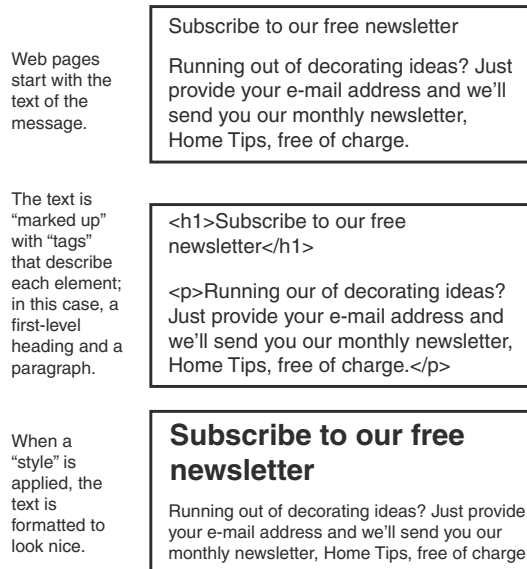 Web pages
start with the
text of the
message.
Subscribe to our free newsletter
Running out of decorating ideas? Just
provide your e-mail address and we’ll
send you our monthly newsletter,
Home Tips, free of charge.
The text is
“marked up”
with “tags”
that describe
each element;
in this case, a
first-level
heading and a
paragraph.
<h1>Subscribe to our free
newsletter</h1>
<p>Running our of decorating ideas?
Just provide your e-mail address and
we’ll send you our monthly newsletter,
Home Tips, free of charge.</p>
When a
“style” is
applied, the
text is
formatted to
look nice.
Subscribe to our free
newsletter
Running out of decorating ideas? Just provide
your e-mail address and we’ll send you our
monthly newsletter, Home Tips, free of charge